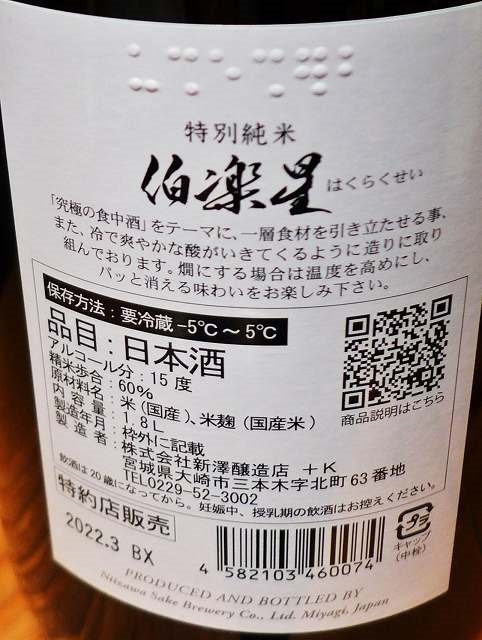 特別純米
伯楽星 はくらくせい
「究極の食中酒」をテーマに、一層食材を引き立たせる事、
また、冷で爽やかな酸がいきてくるように造りに取り
組んでおります。燗にする場合は温度を高めにし、
パッと消える味わいをお楽しみ下さい。
保存方法：要冷蔵 -5℃～5℃
品目：日本酒
アルコール分：15度
精米歩合：60%
原材料名：米(国産)、米麹(国産米)
内容量：1.8L
製造年月：枠外に記載
製造者：株式会社新澤醸造店 +K
宮城県大崎市三本木字北町63番地
TEL0229-52-3002
商品説明はこちら
飲酒は20歳になってから。妊娠中、授乳期の飲酒はお控えください。
特約店販売
2022.3 BX
4 582103 460074
プラ
キャップ
(中栓)
PRODUCED AND BOTTLED BY
Niizawa Sake Brewery Co., Ltd. Miyagi, Japan